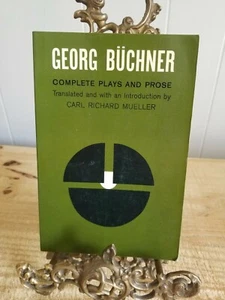 GEORG BÜCHNER
COMPLETE PLAYS AND PROSE
Translated and with an introduction by
CARL RICHARD MUELLER